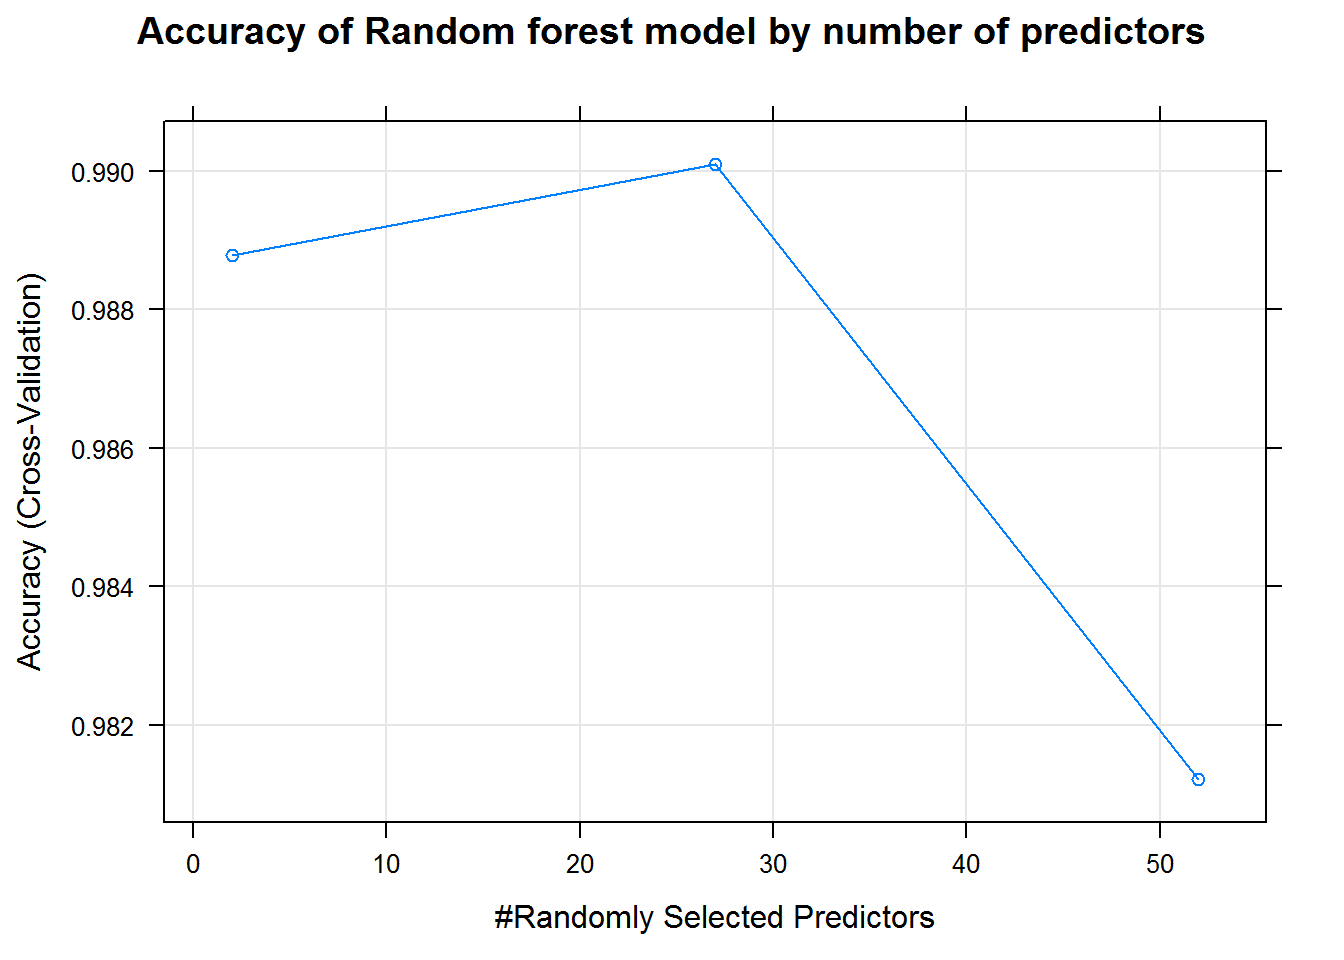 Accuracy of Random forest model by number of predictors
Accuracy (Cross-Validation)
0.990
0.988
0.986
0.984
0.982
0 10 20 30 40 50
#Randomly Selected Predictors